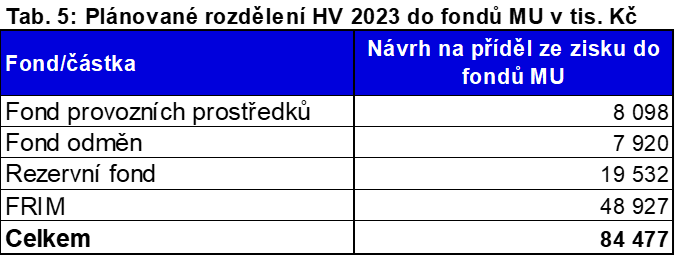 Tab. 5: Plánované rozdělení HV 2023 do fondů MU v tis. Kč
Fond/částka
Návrh na příděl ze zisku do
fondů MU
Fond provozních prostředků 8 098
Fond odměn 7 920
Rezervní fond 19 532
FRIM 48 927
Celkem 84 477